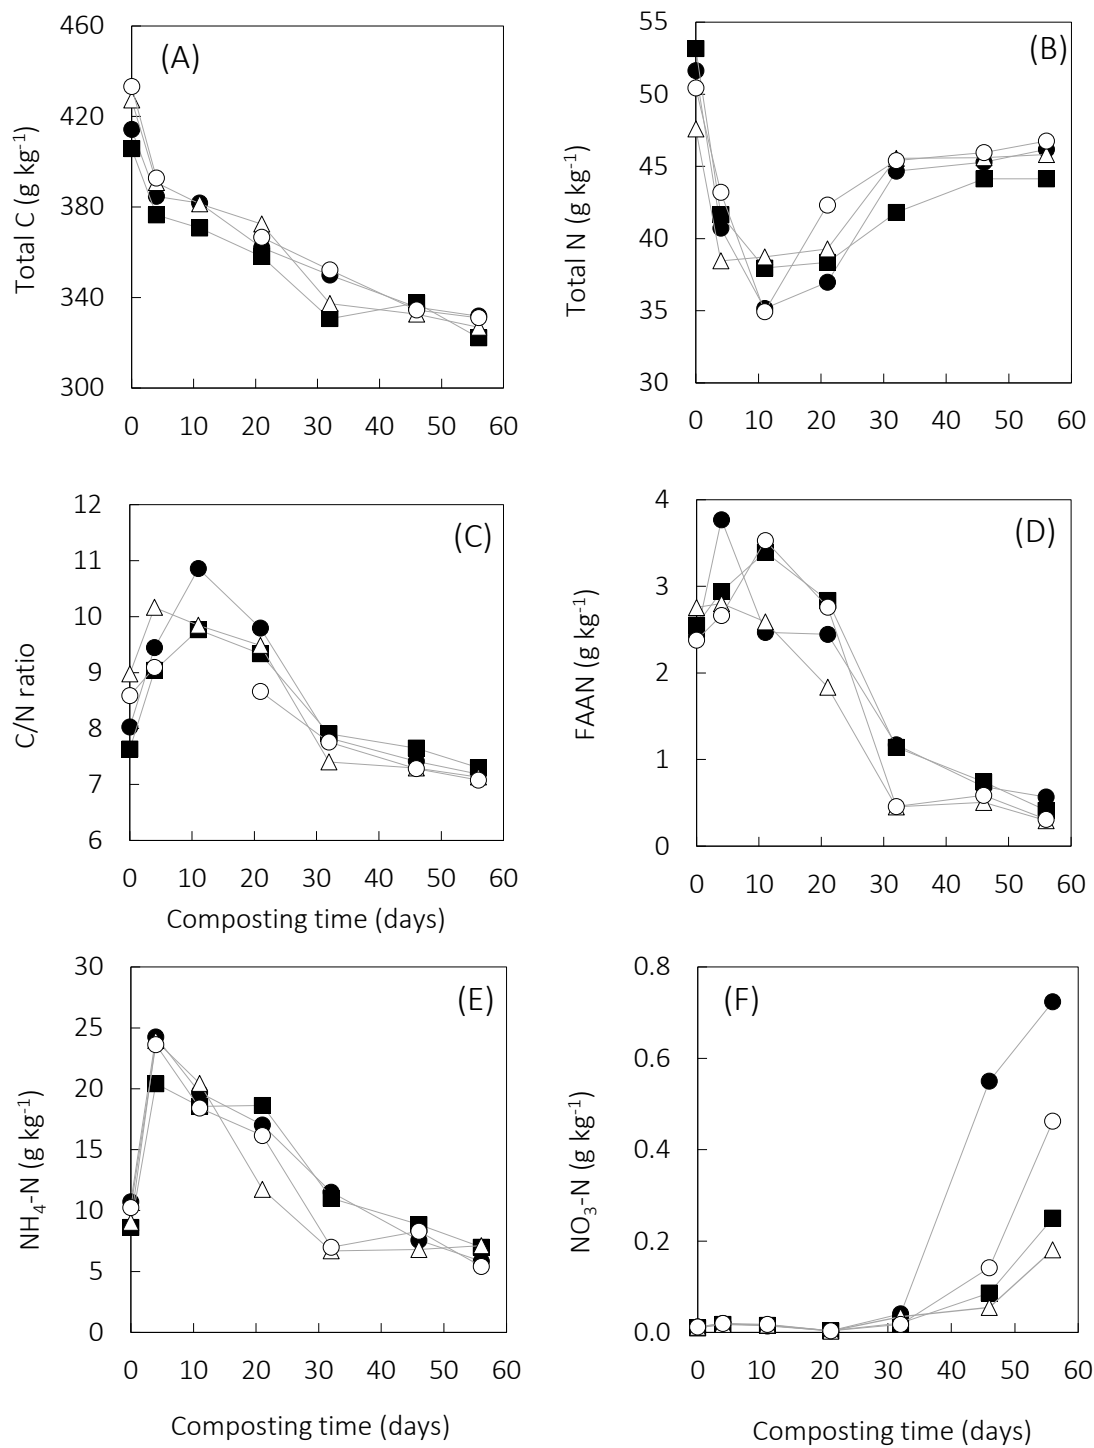 (A)
Total C (g kg⁻¹)
460
420
380
340
300
0 10 20 30 40 50 60
(B)
Total N (g kg⁻¹)
55
50
45
40
35
30
0 10 20 30 40 50 60
(C)
C/N ratio
12
11
10
9
8
7
6
0 10 20 30 40 50 60
Composting time (days)
(D)
FAAN (g kg⁻¹)
4
3
2
1
0
0 10 20 30 40 50 60
(E)
NH₄-N (g kg⁻¹)
30
25
20
15
10
5
0
0 10 20 30 40 50 60
Composting time (days)
(F)
NO₃-N (g kg⁻¹)
0.8
0.6
0.4
0.2
0.0
0 10 20 30 40 50 60
Composting time (days)